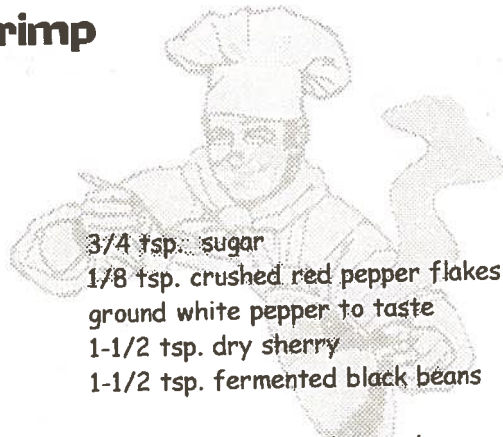 rimp
3/4 tsp. sugar
1/8 tsp. crushed red pepper flakes
ground white pepper to taste
1-1/2 tsp. dry sherry
1-1/2 tsp. fermented black beans